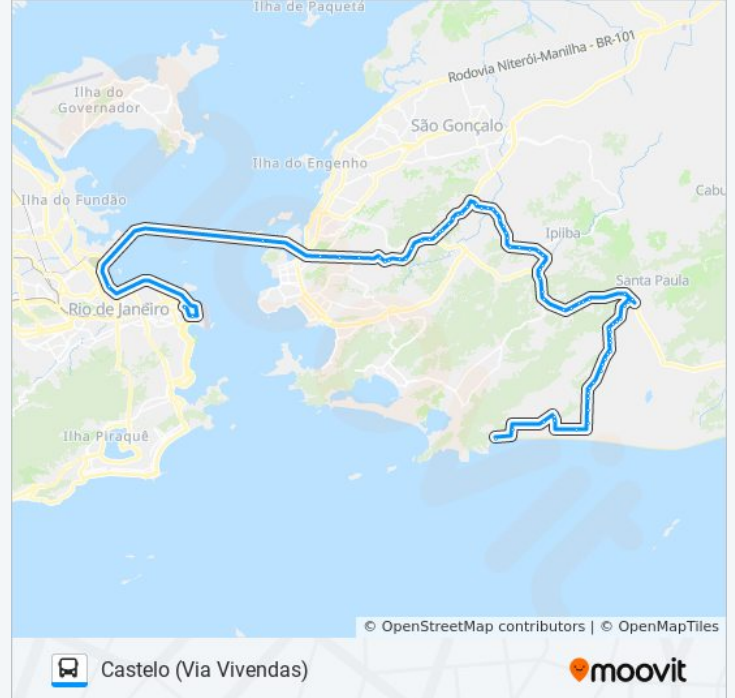 Ilha de Paquetá
Rodovia Niterói-Manilha - BR-101
Ilha do
Governador
São Gonçalo
Ilha do Engenho
Cabu
Ilha do Fundão
Ipiiba
Santa Paula
Rio de Janeiro
Ilha Piraquê
© OpenStreetMap contributors | © OpenMapTiles
Castelo (Via Vivendas)
moovit